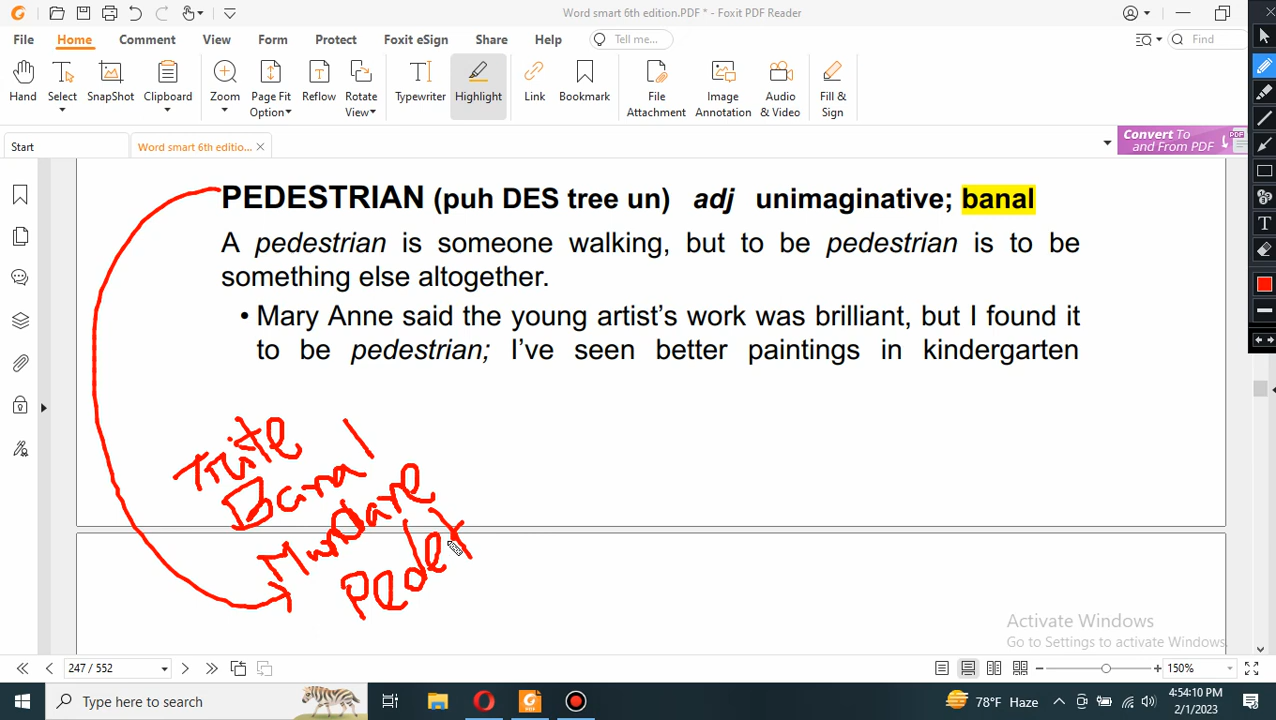 Word smart 6th edition.PDF * - Foxit PDF Reader
File Home Comment View Form Protect Foxit eSign Share Help Tell me... Find
Hand Select SnapShot Clipboard Zoom Page Fit Option Reflow Rotate View Typewriter Highlight Link Bookmark File Attachment Image Annotation Audio & Video Fill & Sign
Start Word smart 6th editio... Convert To and From PDF
PEDESTRIAN (puh DES tree un) adj unimaginative; banal
A pedestrian is someone walking, but to be pedestrian is to be
something else altogether.
• Mary Anne said the young artist's work was brilliant, but I found it
to be pedestrian; I've seen better paintings in kindergarten
Trite
Banal
Mundane
Pedet
Activate Windows
Go to Settings to activate Windows.
247 / 552 150%
Type here to search 78°F Haze 4:54:10 PM
2/1/2023